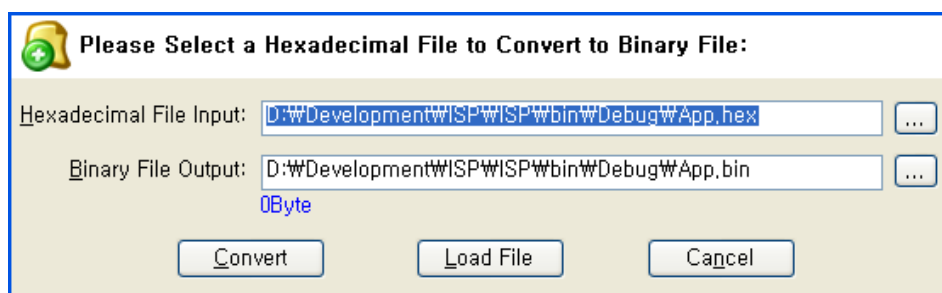 Please Select a Hexadecimal File to Convert to Binary File:
Hexadecimal File Input: D:₩Development₩ISP₩ISP₩bin₩Debug₩App.hex ...
Binary File Output: D:₩Development₩ISP₩ISP₩bin₩Debug₩App.bin ...
0Byte
Convert Load File Cancel